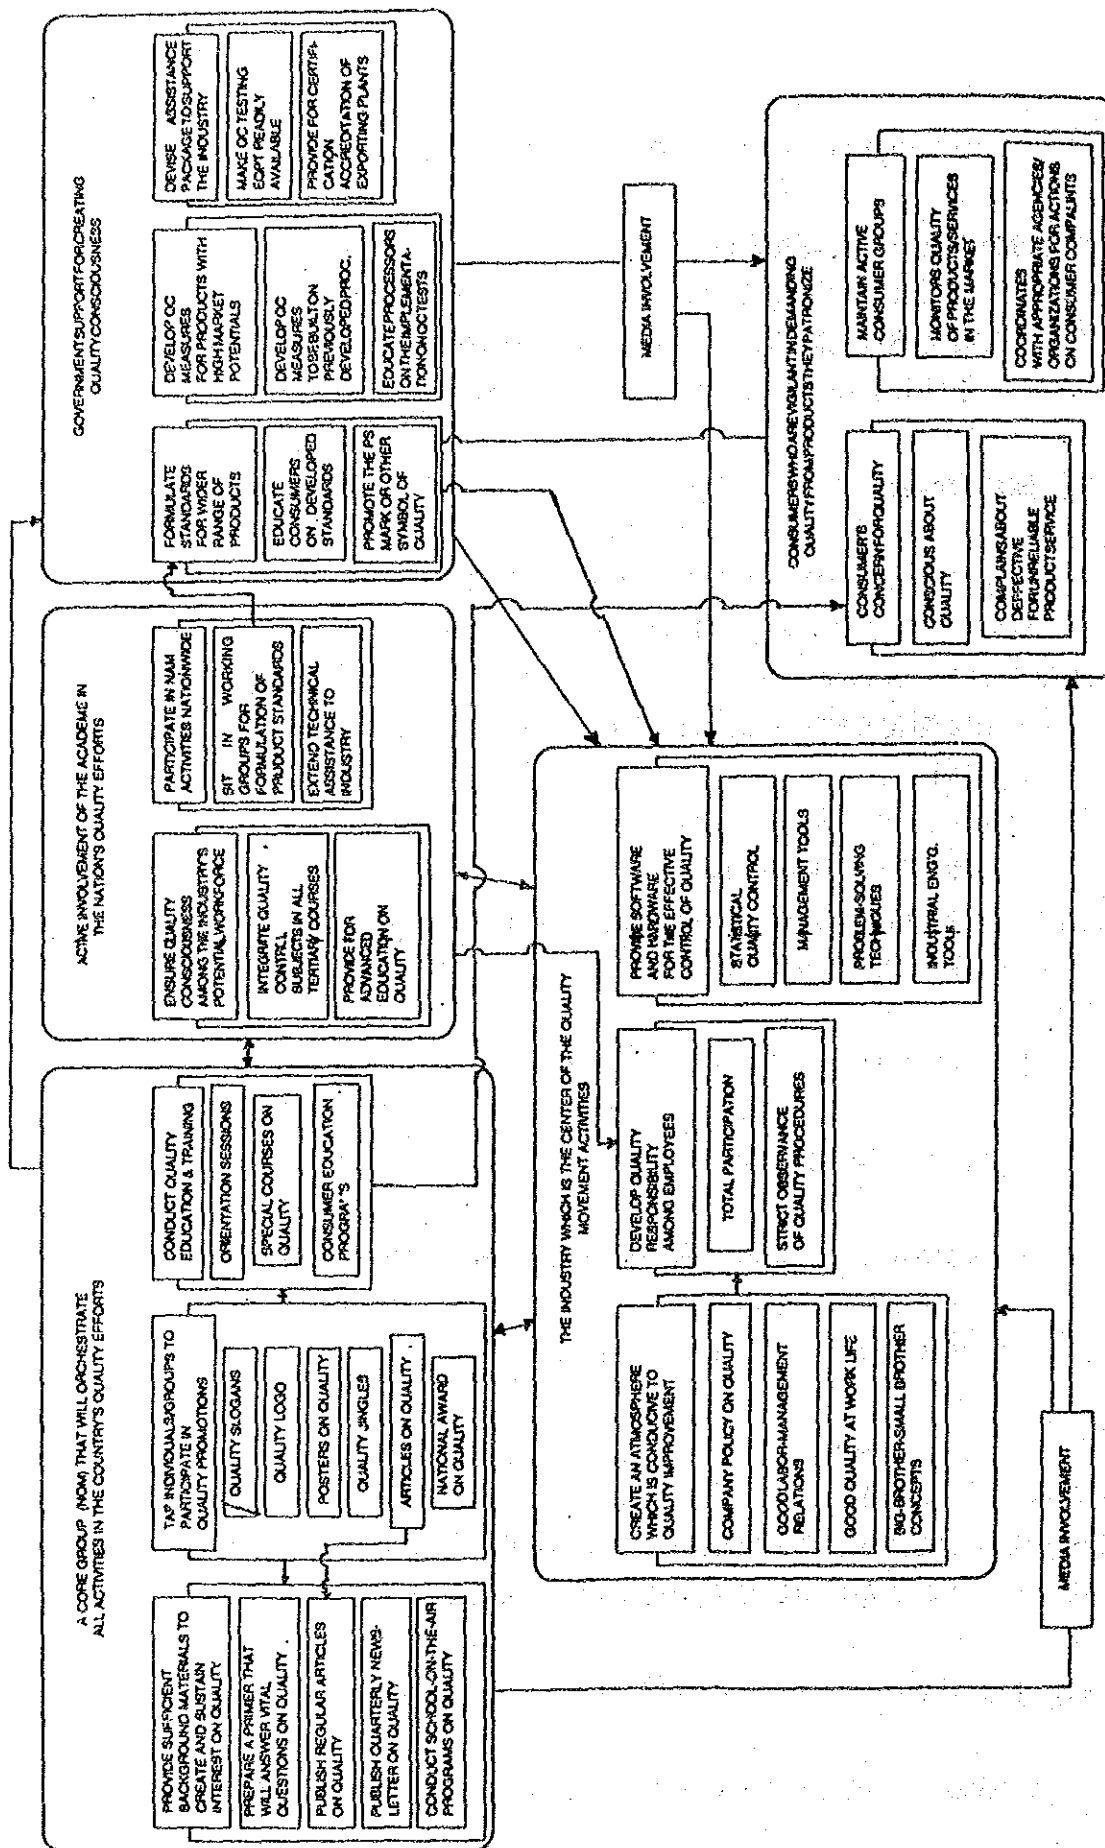 A CORE GROUP (NQM) THAT WILL ORCHESTRATE
ALL ACTIVITIES IN THE COUNTRY'S QUALITY EFFORTS
PROVIDE SUFFICIENT
BACKGROUND MATERIALS TO
CREATE AND SUSTAIN
INTEREST ON QUALITY
PREPARE A PRIMER THAT
WILL ANSWER VITAL
QUESTIONS ON QUALITY
PUBLISH REGULAR ARTICLES
ON QUALITY
PUBLISH QUARTERLY NEWS-
LETTER ON QUALITY
CONDUCT SCHOOL-ON-THE-AIR
PROGRAMS ON QUALITY
TAP INDIVIDUALS/GROUPS TO
PARTICIPATE IN
QUALITY PROMOTIONS
QUALITY SLOGANS
QUALITY LOGO
POSTERS ON QUALITY
QUALITY JINGLES
ARTICLES ON QUALITY
NATIONAL AWARD
ON QUALITY
CONDUCT QUALITY
EDUCATION & TRAINING
ORIENTATION SESSIONS
SPECIAL COURSES ON
QUALITY
CONSUMER EDUCATION
ACTIVE INVOLVEMENT OF THE ACADEME IN
THE NATION'S QUALITY EFFORTS
ENSURE QUALITY
CONSCIOUSNESS
AMONG THE INDUSTRY'S
POTENTIAL WORKFORCE
INTEGRATE QUALITY
CONTROL
SUBJECTS IN ALL
TERTIARY COURSES
PROVIDE FOR
ADVANCED
EDUCATION ON
QUALITY
PARTICIPATE IN NAM
ACTIVITIES NATIONWIDE
SIT IN WORKING
GROUPS FOR
FORMULATION OF
PRODUCT STANDARDS
EXTEND TECHNICAL
ASSISTANCE TO
INDUSTRY
GOVERNMENT SUPPORT FOR CREATING
QUALITY CONSCIOUSNESS
FORMULATE
STANDARDS
FOR WIDER
RANGE OF
PRODUCTS
EDUCATE
CONSUMERS
ON DEVELOPED
STANDARDS
PROMOTE THE PS
MARK OR OTHER
SYMBOL OF
QUALITY
DEVELOP QC
MEASURES
FOR PRODUCTS WITH
HIGH MARKET
POTENTIALS
DEVELOP QC
MEASURES
TO BE BUILT ON
PREVIOUSLY
DEVELOPED PROC.
EDUCATE PROCESSORS
ON THE IMPLEMENTA-
TION ON QC TESTS
DEVISE ASSISTANCE
PACKAGE TO SUPPORT
THE INDUSTRY
MAKE QC TESTING
EQPT READILY
AVAILABLE
PROVIDE FOR CERTIFI-
CATION
ACCREDITATION OF
EXPORTING PLANTS
THE INDUSTRY WHICH IS THE CENTER OF THE QUALITY
MOVEMENT ACTIVITIES
CREATE AN ATMOSPHERE
WHICH IS CONDUCIVE TO
QUALITY IMPROVEMENT
COMPANY POLICY ON QUALITY
GOOD LABOR-MANAGEMENT
RELATIONS
GOOD QUALITY AT WORK LIFE
BIG-BROTHER-SMALL BROTHER
CONCEPTS
DEVELOP QUALITY
RESPONSIBILITY
AMONG EMPLOYEES
TOTAL PARTICIPATION
STRICT OBSERVANCE
OF QUALITY PROCEDURES
PROVIDE SOFTWARE
AND HARDWARE
FOR THE EFFECTIVE
CONTROL OF QUALITY
STATISTICAL
QUALITY CONTROL
MANAGEMENT TOOLS
PROBLEM-SOLVING
TECHNIQUES
INDUSTRIAL ENG'G.
TOOLS
MEDIA INVOLVEMENT
CONSUMERS WHO ARE VIGILANT IN DEMANDING
QUALITY FROM PRODUCTS THEY PATRONIZE
CONSUMER'S
CONCERN FOR QUALITY
CONSCIOUS ABOUT
QUALITY
COMPLAINS ABOUT
DEFFECTIVE
FOR UNRELIABLE
PRODUCT SERVICE
MAINTAIN ACTIVE
CONSUMER GROUPS
MONITORS QUALITY
OF PRODUCTS/SERVICES
IN THE MARKET
COORDINATES
WITH APPROPRIATE AGENCIES/
ORGANIZATIONS FOR ACTIONS
ON CONSUMER COMPAINTS
MEDIA INVOLVEMENT